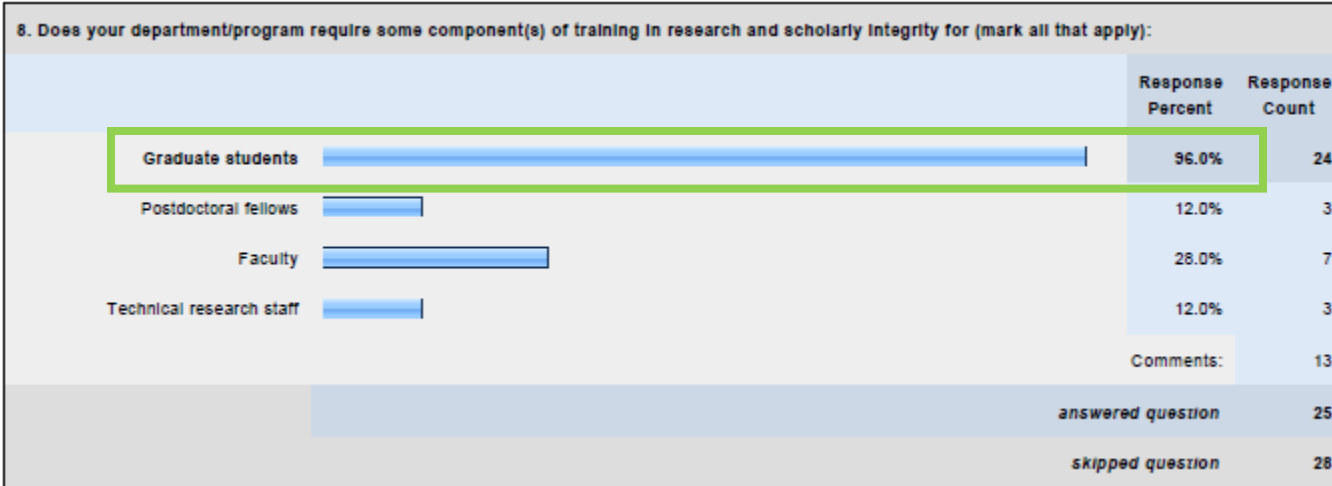 8. Does your department/program require some component(s) of training in research and scholarly integrity for (mark all that apply):
Response Percent
Response Count
Graduate students 96.0% 24
Postdoctoral fellows 12.0% 3
Faculty 28.0% 7
Technical research staff 12.0% 3
Comments: 13
answered question 25
skipped question 28